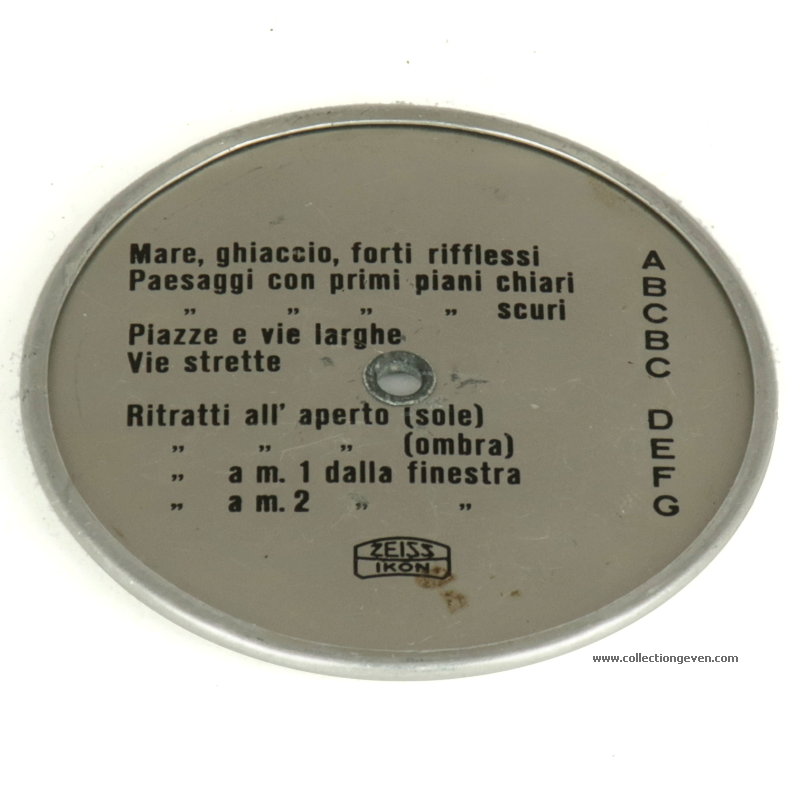 Mare, ghiaccio, forti rifflessi A
Paesaggi con primi piani chiari B
„ „ „ „ scuri C
Piazze e vie larghe B
Vie strette C
Ritratti all' aperto (sole) D
„ „ „ (ombra) E
„ a m. 1 dalla finestra F
„ a m. 2 „ „ G
ZEISS
IKON
www.collectiongeven.com